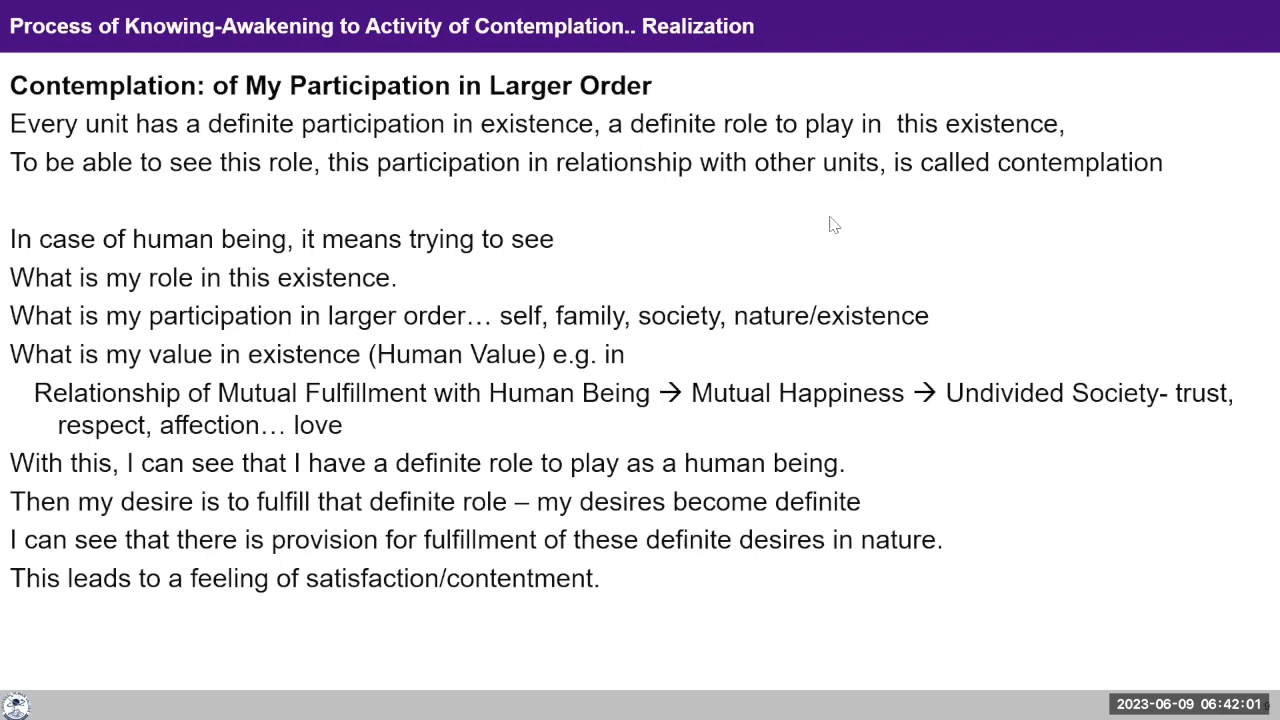 Process of Knowing-Awakening to Activity of Contemplation.. Realization
Contemplation: of My Participation in Larger Order
Every unit has a definite participation in existence, a definite role to play in  this existence,
To be able to see this role, this participation in relationship with other units, is called contemplation
In case of human being, it means trying to see
What is my role in this existence.
What is my participation in larger order… self, family, society, nature/existence
What is my value in existence (Human Value) e.g. in
Relationship of Mutual Fulfillment with Human Being → Mutual Happiness → Undivided Society- trust,
respect, affection… love
With this, I can see that I have a definite role to play as a human being.
Then my desire is to fulfill that definite role – my desires become definite
I can see that there is provision for fulfillment of these definite desires in nature.
This leads to a feeling of satisfaction/contentment.
2023-06-09 06:42:01